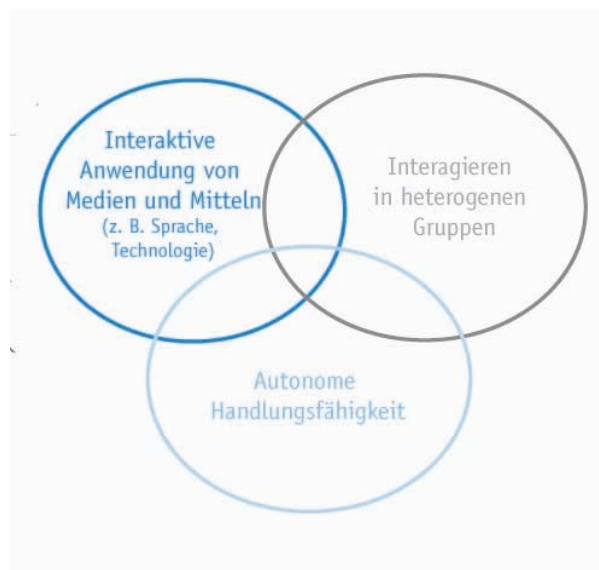 Interaktive
Anwendung von
Medien und Mitteln
(z. B. Sprache,
Technologie)
Interagieren
in heterogenen
Gruppen
Autonome
Handlungsfähigkeit